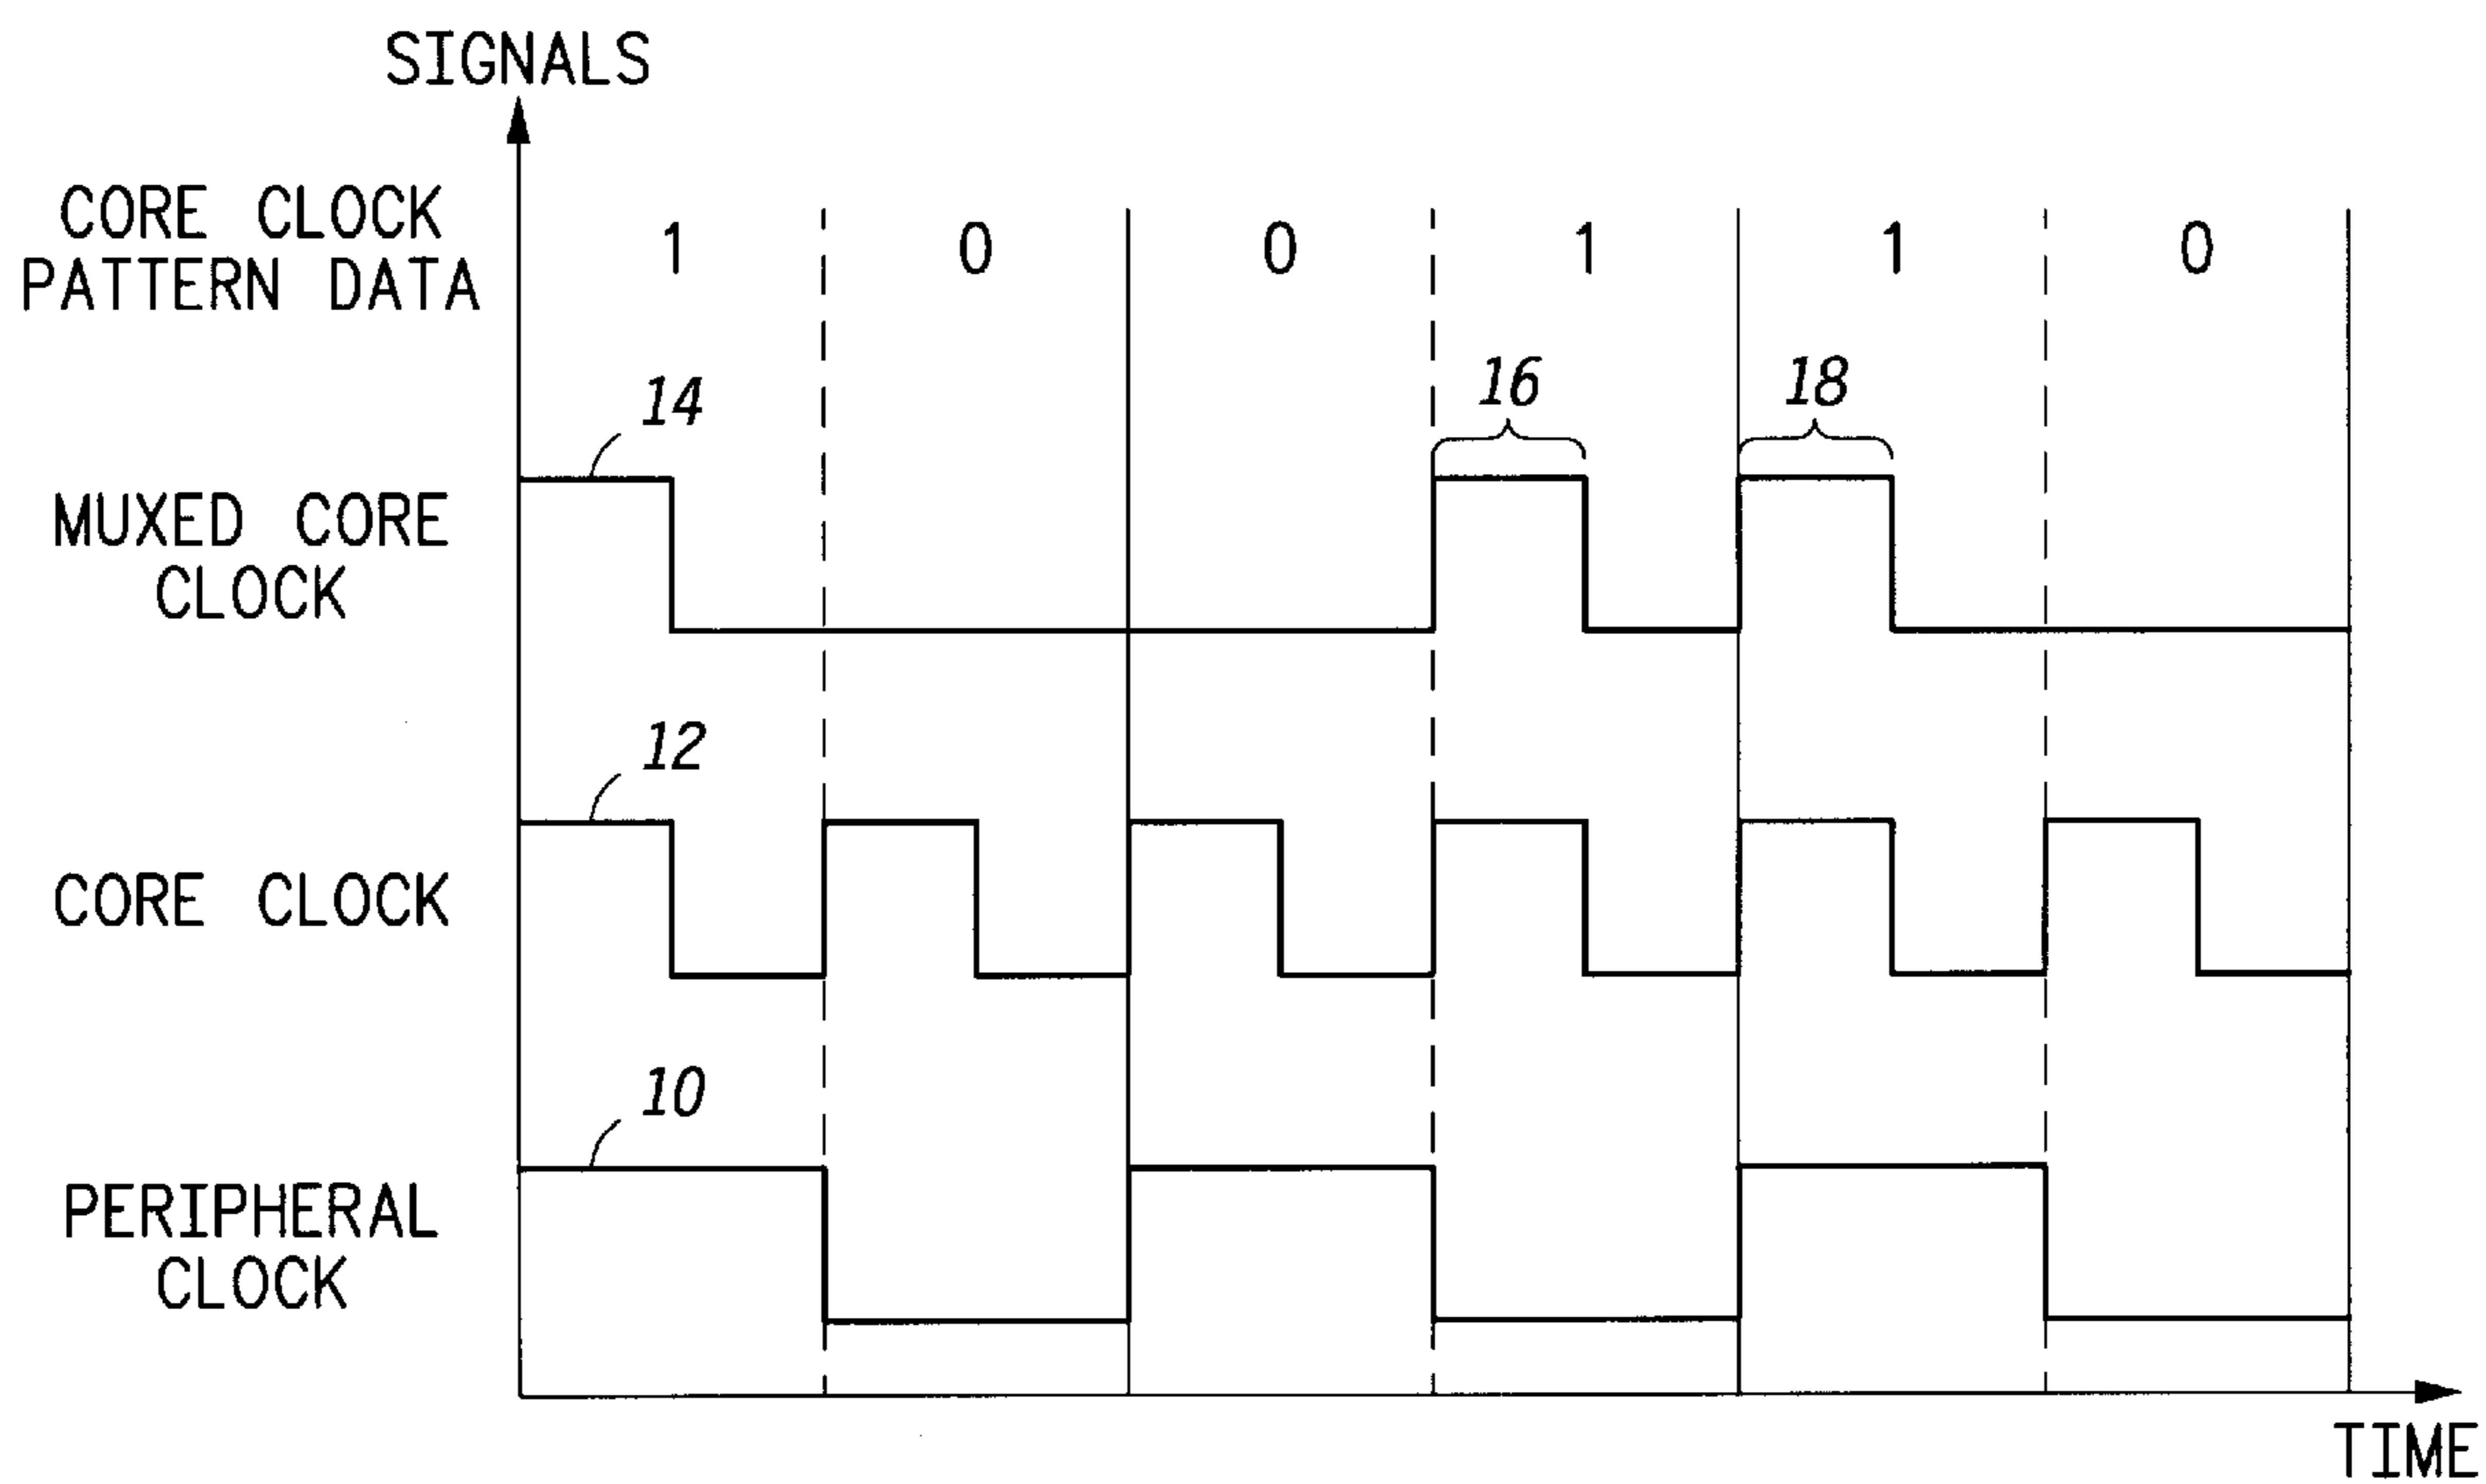 SIGNALS
CORE CLOCK
PATTERN DATA
1 0 0 1 1 0
14
16
18
MUXED CORE
CLOCK
12
CORE CLOCK
10
PERIPHERAL
CLOCK
TIME